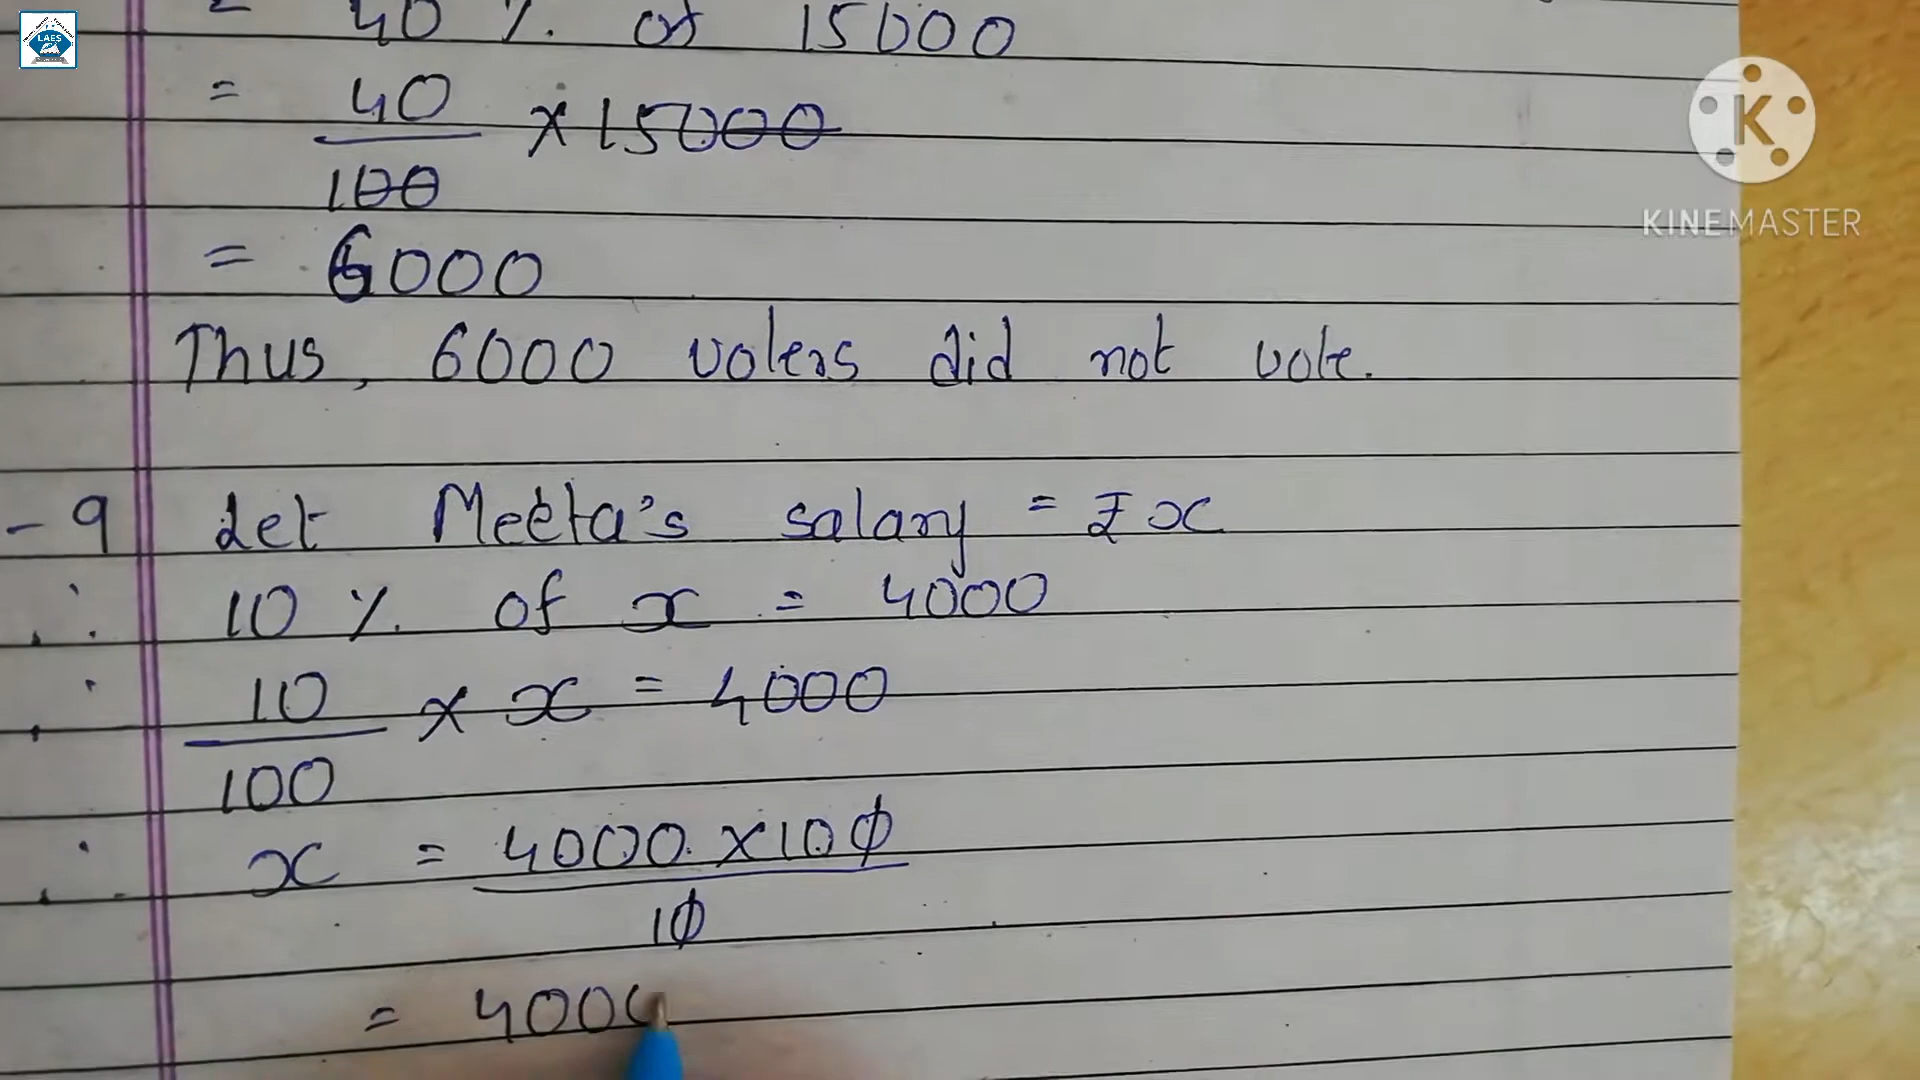 LAES
= 40 % of 15000
= 40/100 × 15000
= 6000
Thus, 6000 voters did not vote.
KINEMASTER
- 9 Let Meeta's salary = ₹ x
∴ 10 % of x = 4000
∴ 10/100 × x = 4000
∴ x = 4000 × 100/10
= 4000